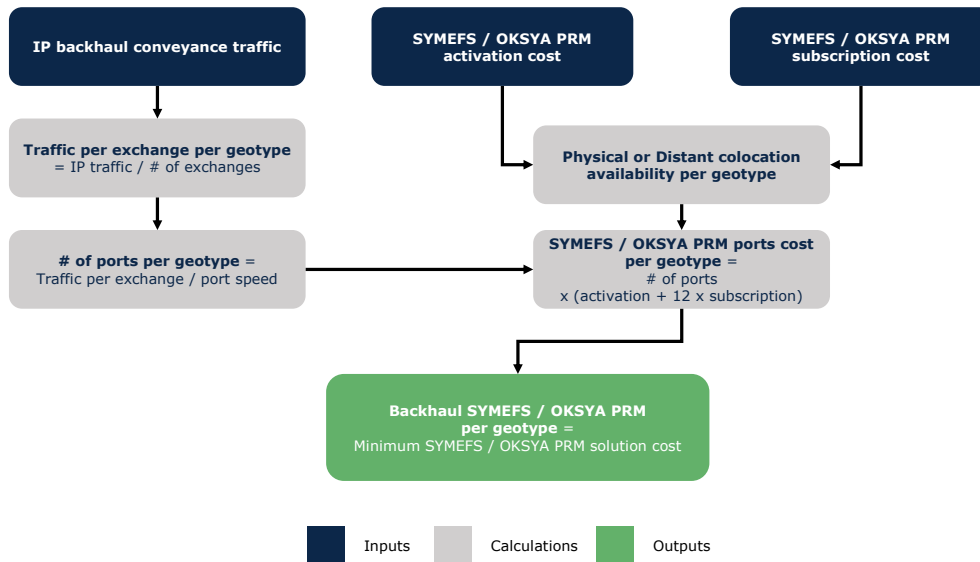 IP backhaul conveyance traffic
SYMEFS / OKSYA PRM
activation cost
SYMEFS / OKSYA PRM
subscription cost
Traffic per exchange per geotype
= IP traffic / # of exchanges
Physical or Distant colocation
availability per geotype
# of ports per geotype =
Traffic per exchange / port speed
SYMEFS / OKSYA PRM ports cost
per geotype =
# of ports
x (activation + 12 x subscription)
Backhaul SYMEFS / OKSYA PRM
per geotype =
Minimum SYMEFS / OKSYA PRM solution cost
Inputs
Calculations
Outputs